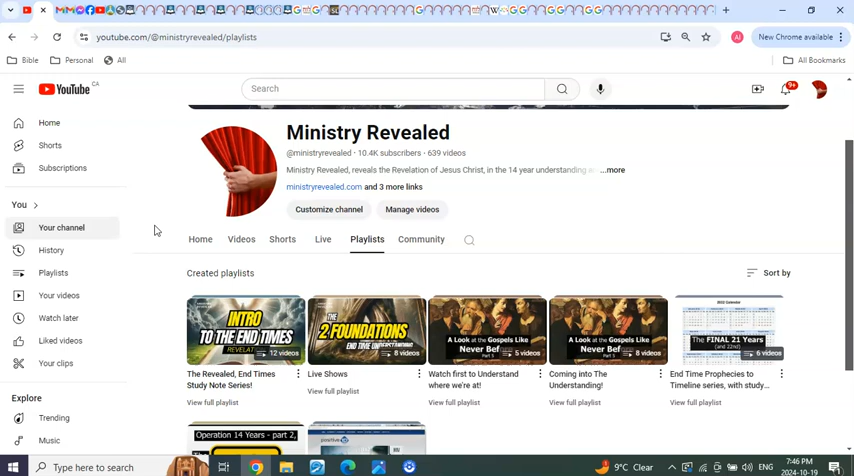 youtube.com/@ministryrevealed/playlists
AI
New Chrome available
Bible
Personal
All
All Bookmarks
YouTube
CA
Search
9+
Home
Shorts
Subscriptions
You
Your channel
History
Playlists
Your videos
Watch later
Liked videos
Your clips
Explore
Trending
Music
Ministry Revealed
@ministryrevealed · 10.4K subscribers · 639 videos
Ministry Revealed, reveals the Revelation of Jesus Christ, in the 14 year understanding
...more
ministryrevealed.com and 3 more links
Customize channel
Manage videos
Home
Videos
Shorts
Live
Playlists
Community
Created playlists
Sort by
INTRO
TO THE END TIMES
12 videos
The Revealed, End Times
Study Note Series!
View full playlist
THE 2
FOUNDATIONS
8 videos
Live Shows
View full playlist
A Look at the Gospels Like
Never Bef
5 videos
Watch first to Understand
where we're at!
View full playlist
A Look at the Gospels Like
Never Bef
8 videos
Coming into The
Understanding!
View full playlist
2022 Calendar
The FINAL 21 Years
(and 22nd)
6 videos
End Time Prophecies to
Timeline series, with study...
View full playlist
Operation 14 Years - part 2,
Type here to search
9°C Clear
ENG
7:46 PM
2024-10-19